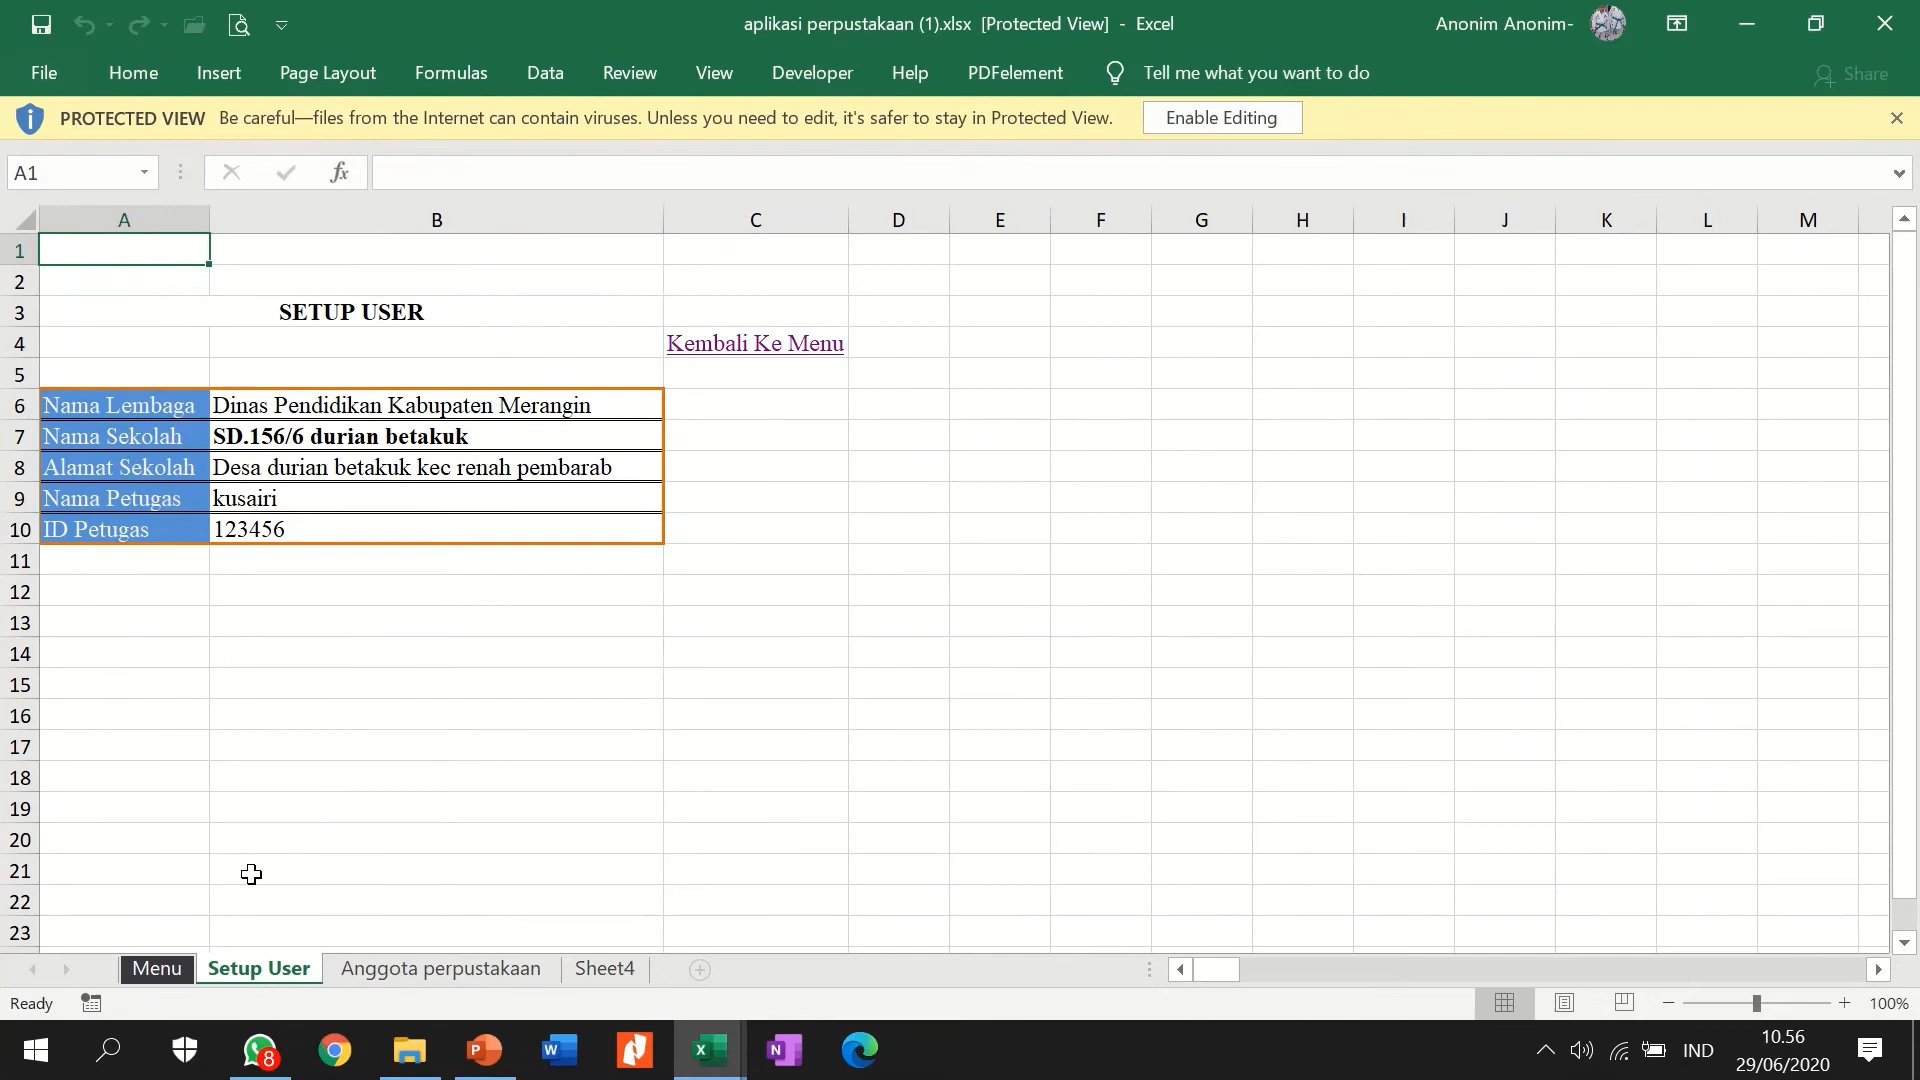 aplikasi perpustakaan (1).xlsx [Protected View] - Excel
Anonim Anonim-
File Home Insert Page Layout Formulas Data Review View Developer Help PDFelement Tell me what you want to do Share
PROTECTED VIEW Be careful—files from the Internet can contain viruses. Unless you need to edit, it's safer to stay in Protected View. Enable Editing
A1 fx
A B C D E F G H I J K L M
1
2
3 SETUP USER
4 Kembali Ke Menu
5
6 Nama Lembaga Dinas Pendidikan Kabupaten Merangin
7 Nama Sekolah SD.156/6 durian betakuk
8 Alamat Sekolah Desa durian betakuk kec renah pembarab
9 Nama Petugas kusairi
10 ID Petugas 123456
11
12
13
14
15
16
17
18
19
20
21
22
23
Menu Setup User Anggota perpustakaan Sheet4
Ready 100%
8 P W X N IND 10.56
29/06/2020